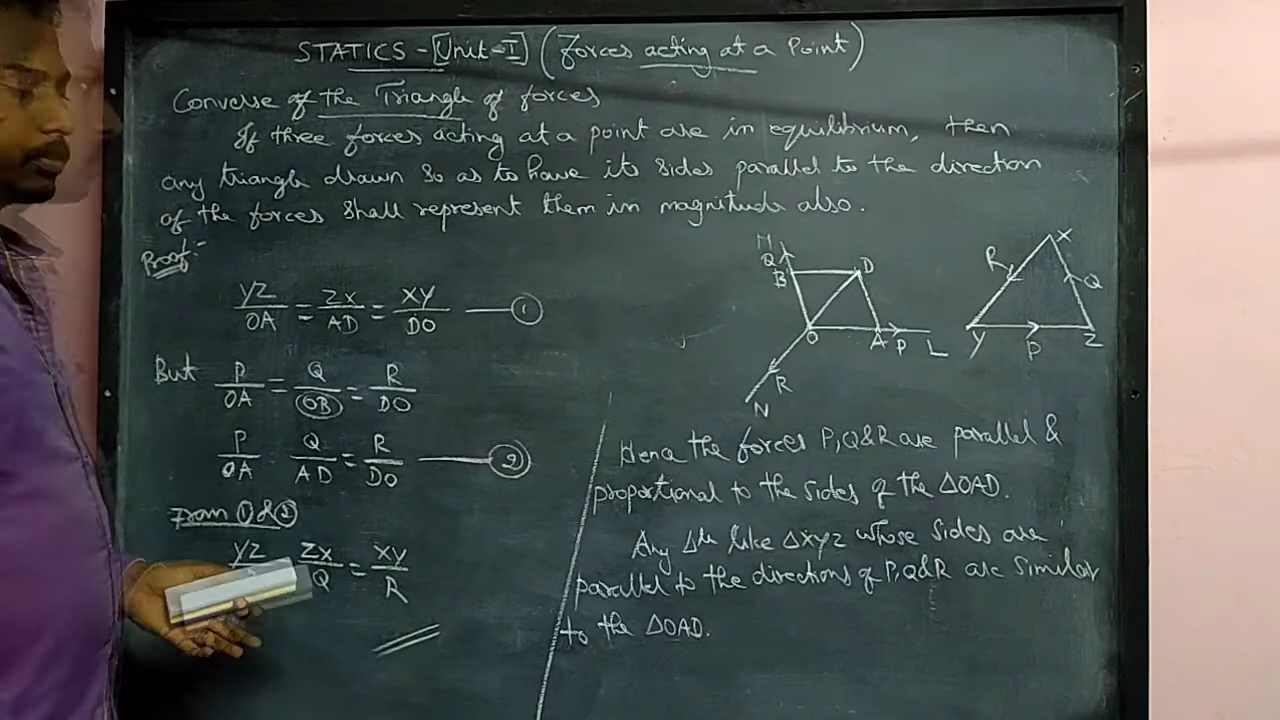 STATICS - [Unit-I] (Forces acting at a Point)
Converse of the Triangle of forces
If three forces acting at a point are in equilibrium, then
any triangle drawn so as to have its sides parallel to the direction
of the forces shall represent them in magnitude also.
Proof:-
YZ/OA = ZX/AD = XY/DO — ①
But P/OA = Q/OB = R/DO
P/OA Q/AD = R/DO — ②
From ① & ②
YZ ZX/Q = XY/R
M
Q
B D
O A P L
R
N
X
R Q
Y P Z
Hence the forces P, Q & R are parallel &
proportional to the sides of the ΔOAD.
Any Δle like ΔXYZ whose sides are
parallel to the directions of P, Q & R are similar
to the ΔOAD.